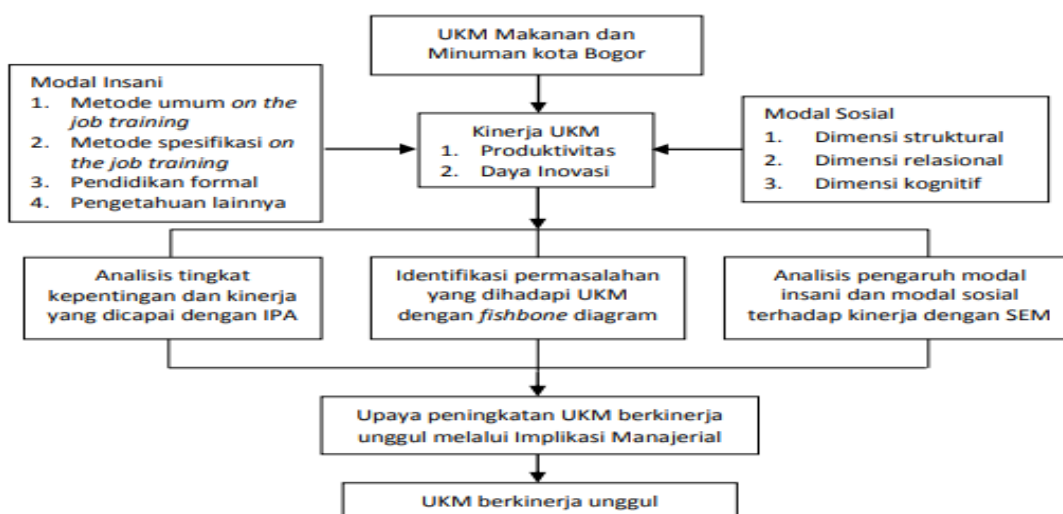 UKM Makanan dan
Minuman kota Bogor
Modal Insani
1. Metode umum on the
job training
2. Metode spesifikasi on
the job training
3. Pendidikan formal
4. Pengetahuan lainnya
Kinerja UKM
1. Produktivitas
2. Daya Inovasi
Modal Sosial
1. Dimensi struktural
2. Dimensi relasional
3. Dimensi kognitif
Analisis tingkat
kepentingan dan kinerja
yang dicapai dengan IPA
Identifikasi permasalahan
yang dihadapi UKM
dengan fishbone diagram
Analisis pengaruh modal
insani dan modal sosial
terhadap kinerja dengan SEM
Upaya peningkatan UKM berkinerja
unggul melalui Implikasi Manajerial
UKM berkinerja unggul